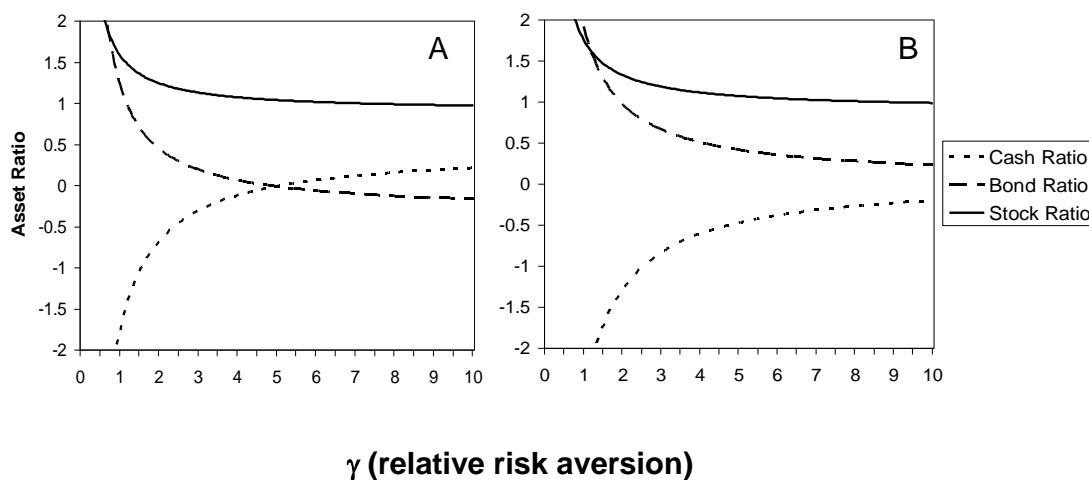 A
2
1.5
1
0.5
0
-0.5
-1
-1.5
-2
0 1 2 3 4 5 6 7 8 9 10
Asset Ratio
B
2
1.5
1
0.5
0
-0.5
-1
-1.5
-2
0 1 2 3 4 5 6 7 8 9 10
Cash Ratio
Bond Ratio
Stock Ratio
γ (relative risk aversion)